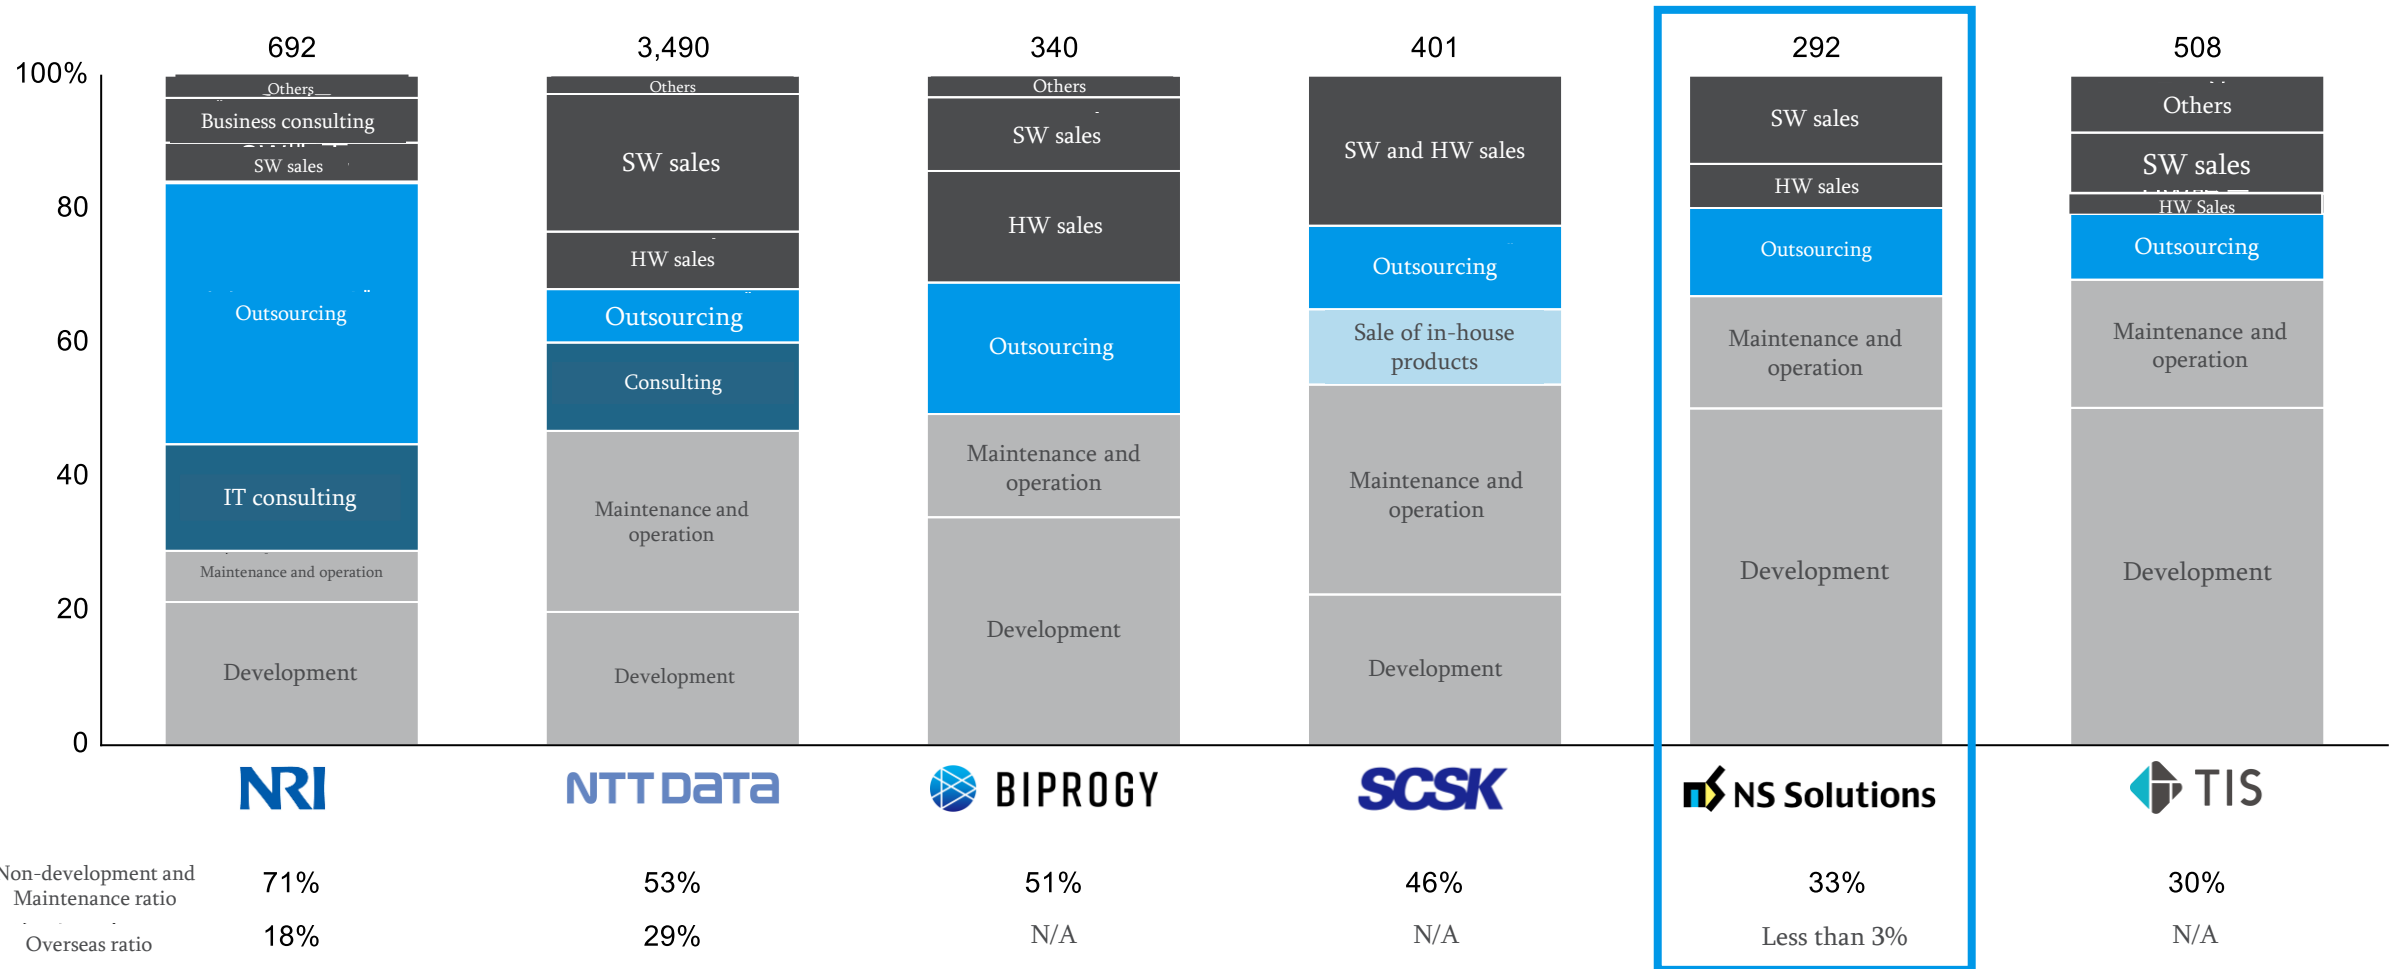 692
3,490
340
401
292
508
100%
80
60
40
20
0
Others
Business consulting
SW sales
Outsourcing
IT consulting
Maintenance and operation
Development
Others
SW sales
HW sales
Outsourcing
Consulting
Maintenance and
operation
Development
Others
SW sales
HW sales
Outsourcing
Maintenance and
operation
Development
SW and HW sales
Outsourcing
Sale of in-house
products
Maintenance and
operation
Development
SW sales
HW sales
Outsourcing
Maintenance and
operation
Development
Others
SW sales
HW Sales
Outsourcing
Maintenance and
operation
Development
NRI
NTT DATA
BIPROGY
SCSK
NS Solutions
TIS
Non-development and
Maintenance ratio
71%
53%
51%
46%
33%
30%
Overseas ratio
18%
29%
N/A
N/A
Less than 3%
N/A